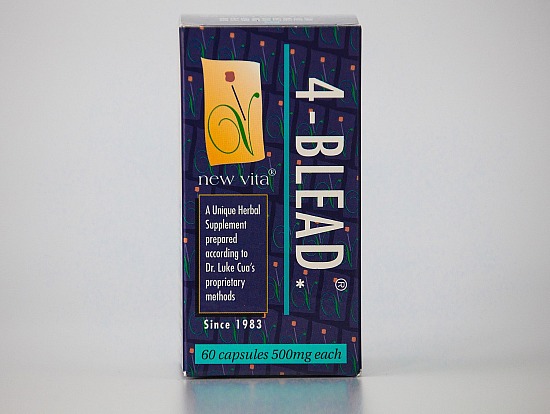 new vita®
4-BLEAD®*
A Unique Herbal
Supplement
prepared
according to
Dr. Luke Cua's
proprietary
methods
Since 1983
60 capsules 500mg each